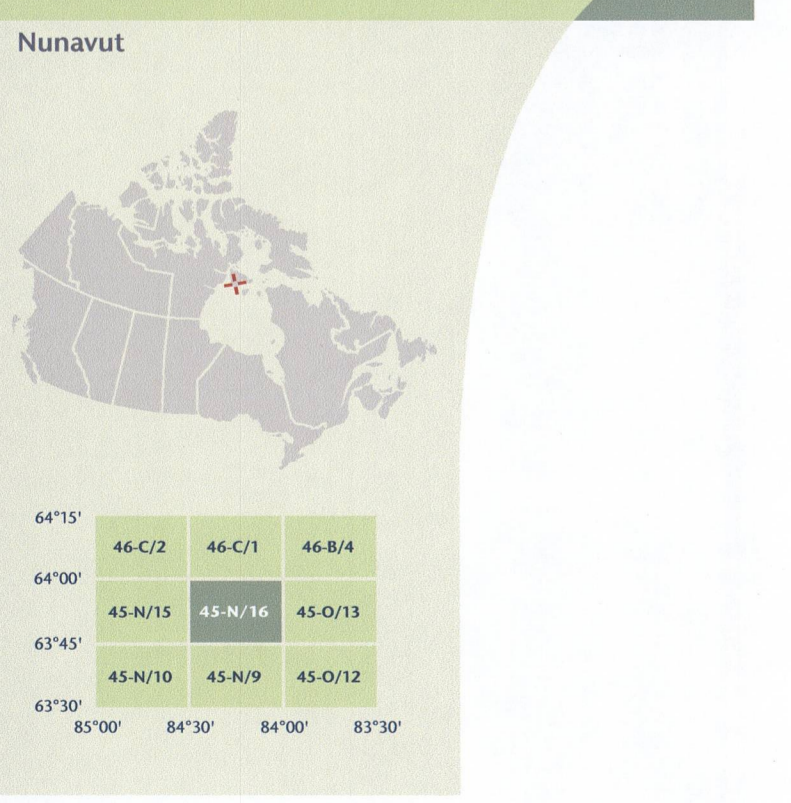 Nunavut
64°15'
46-C/2 46-C/1 46-B/4
64°00'
45-N/15 45-N/16 45-O/13
63°45'
45-N/10 45-N/9 45-O/12
63°30'
85°00' 84°30' 84°00' 83°30'